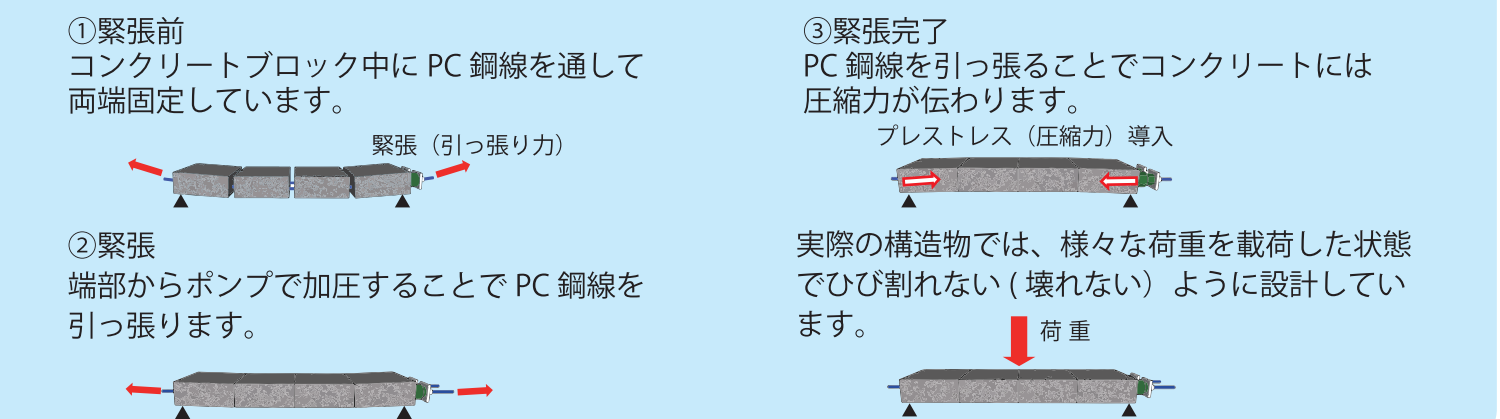 ①緊張前
コンクリートブロック中に PC 鋼線を通して
両端固定しています。
緊張（引っ張り力）
②緊張
端部からポンプで加圧することで PC 鋼線を
引っ張ります。
③緊張完了
PC 鋼線を引っ張ることでコンクリートには
圧縮力が伝わります。
プレストレス（圧縮力）導入
実際の構造物では、様々な荷重を載荷した状態
でひび割れない ( 壊れない）ように設計してい
ます。
荷 重